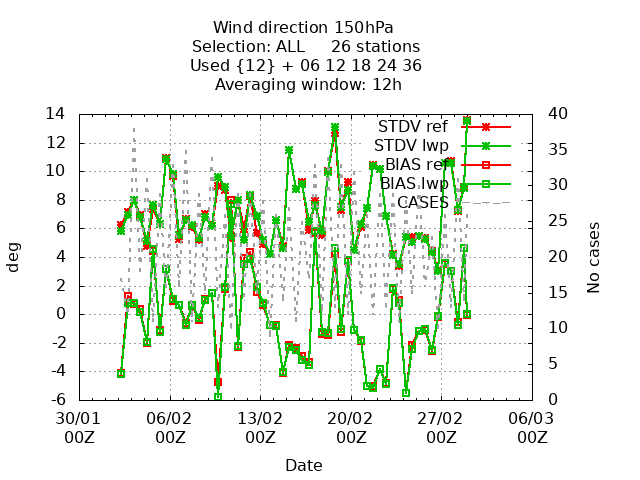 Wind direction 150hPa
Selection: ALL 26 stations
Used {12} + 06 12 18 24 36
Averaging window: 12h
14
12
10
8
6
4
2
0
-2
-4
-6
deg
40
35
30
25
20
15
10
5
0
No cases
STDV ref
STDV lwp
BIAS ref
BIAS lwp
CASES
30/01 06/02 13/02 20/02 27/02 06/03
00Z 00Z 00Z 00Z 00Z 00Z
Date